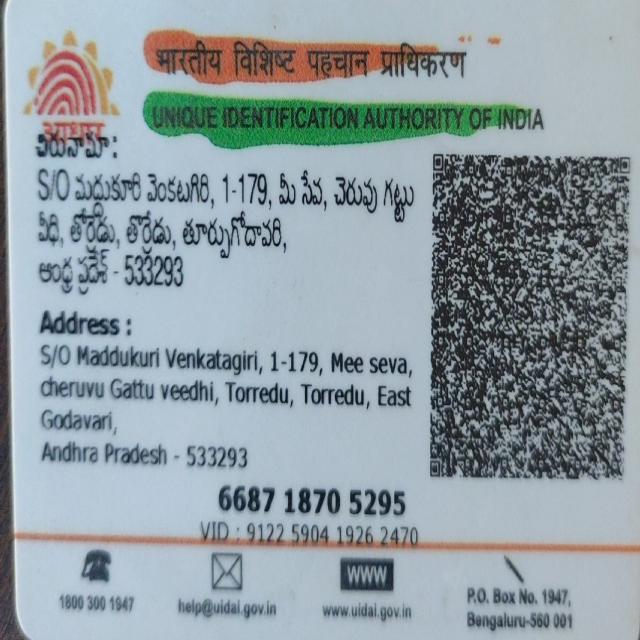 भारतीय विशिष्ट पहचान प्राधिकरण
UNIQUE IDENTIFICATION AUTHORITY OF INDIA
आधार
చిరునామా :
S/O మద్దుకూరి వెంకటగిరి, 1-179, మీ సేవ, చెరువు గట్టు
వీధి, తొర్రేడు, తొర్రేడు, తూర్పుగోదావరి,
ఆంధ్ర ప్రదేశ్ - 533293
Address :
S/O Maddukuri Venkatagiri, 1-179, Mee seva,
cheruvu Gattu veedhi, Torredu, Torredu, East
Godavari,
Andhra Pradesh - 533293
6687 1870 5295
VID : 9122 5904 1926 2470
1800 300 1947
help@uidai.gov.in
WWW
www.uidai.gov.in
P.O. Box No. 1947,
Bengaluru-560 001